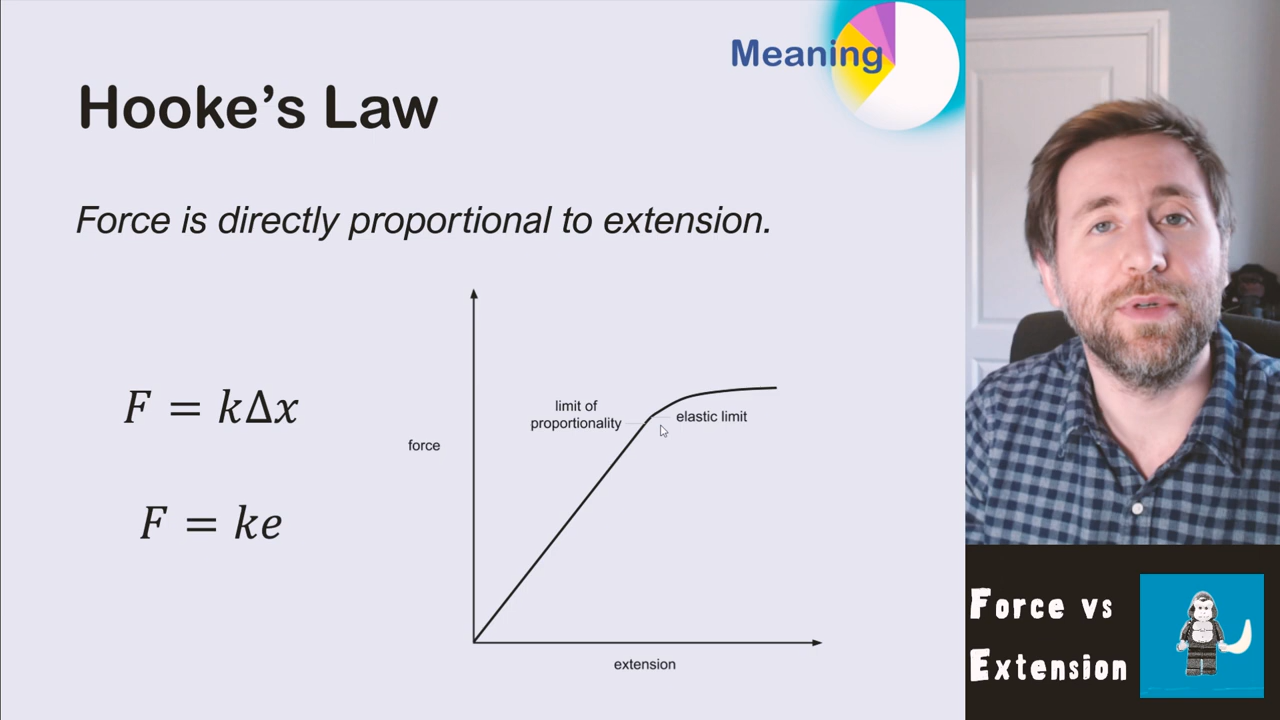 Meaning
Hooke's Law
Force is directly proportional to extension.
F = kΔx
F = ke
force
limit of
proportionality
elastic limit
extension
Force vs
Extension